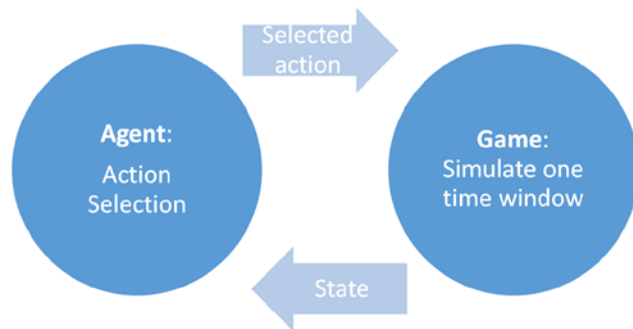 Selected
action
Agent:
Action
Selection
Game:
Simulate one
time window
State